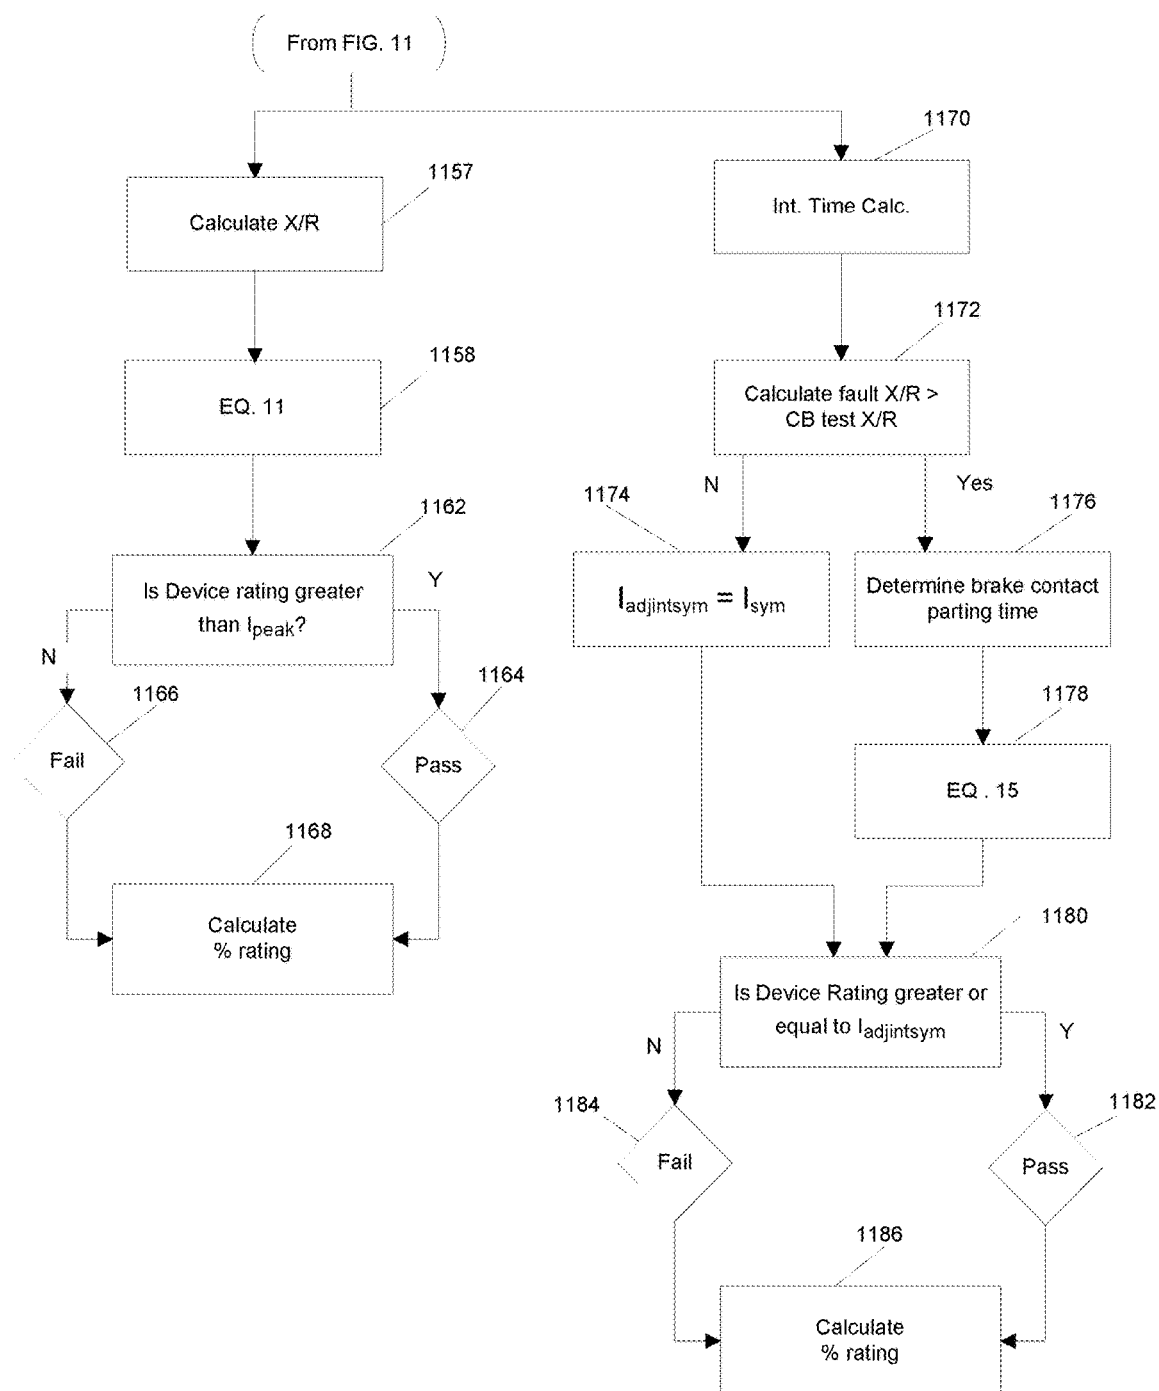 From FIG. 11
1157
Calculate X/R
1158
EQ. 11
1162
Is Device rating greater
than Ipeak?
N
Y
1166
Fail
1164
Pass
1168
Calculate
% rating
1170
Int. Time Calc.
1172
Calculate fault X/R >
CB test X/R
N
Yes
1174
Iadjintsym = Isym
1176
Determine brake contact
parting time
1178
EQ . 15
1180
Is Device Rating greater or
equal to Iadjintsym
N
Y
1184
Fail
1182
Pass
1186
Calculate
% rating